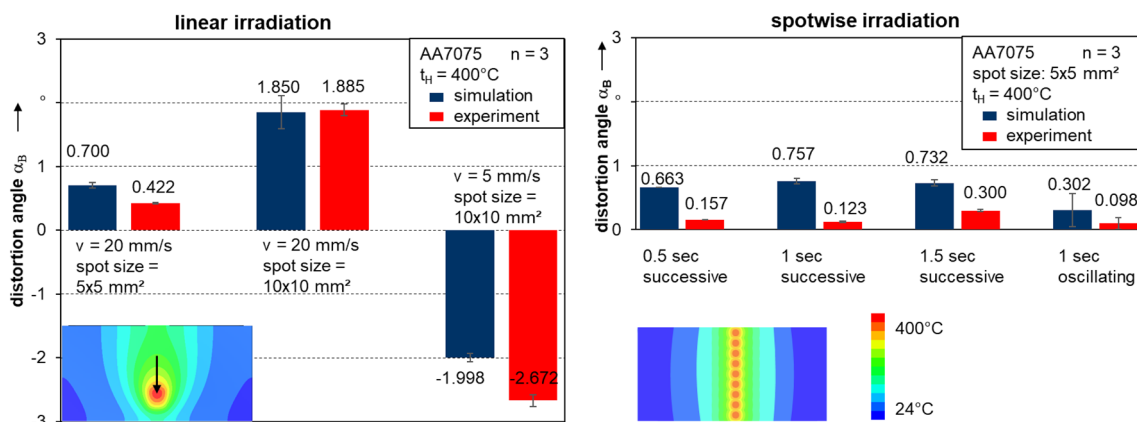 linear irradiation
3
°
1
0
-1
-2
3
distortion angle αB
AA7075 n = 3
tH = 400°C
simulation
experiment
0.700
0.422
1.850
1.885
v = 20 mm/s
spot size =
5x5 mm²
v = 20 mm/s
spot size =
10x10 mm²
v = 5 mm/s
spot size =
10x10 mm²
-1.998
-2.672
spotwise irradiation
3
°
1
0
distortion angle αB
AA7075 n = 3
spot size: 5x5 mm²
tH = 400°C
simulation
experiment
0.663
0.157
0.757
0.123
0.732
0.300
0.302
0.098
0.5 sec
successive
1 sec
successive
1.5 sec
successive
1 sec
oscillating
400°C
24°C